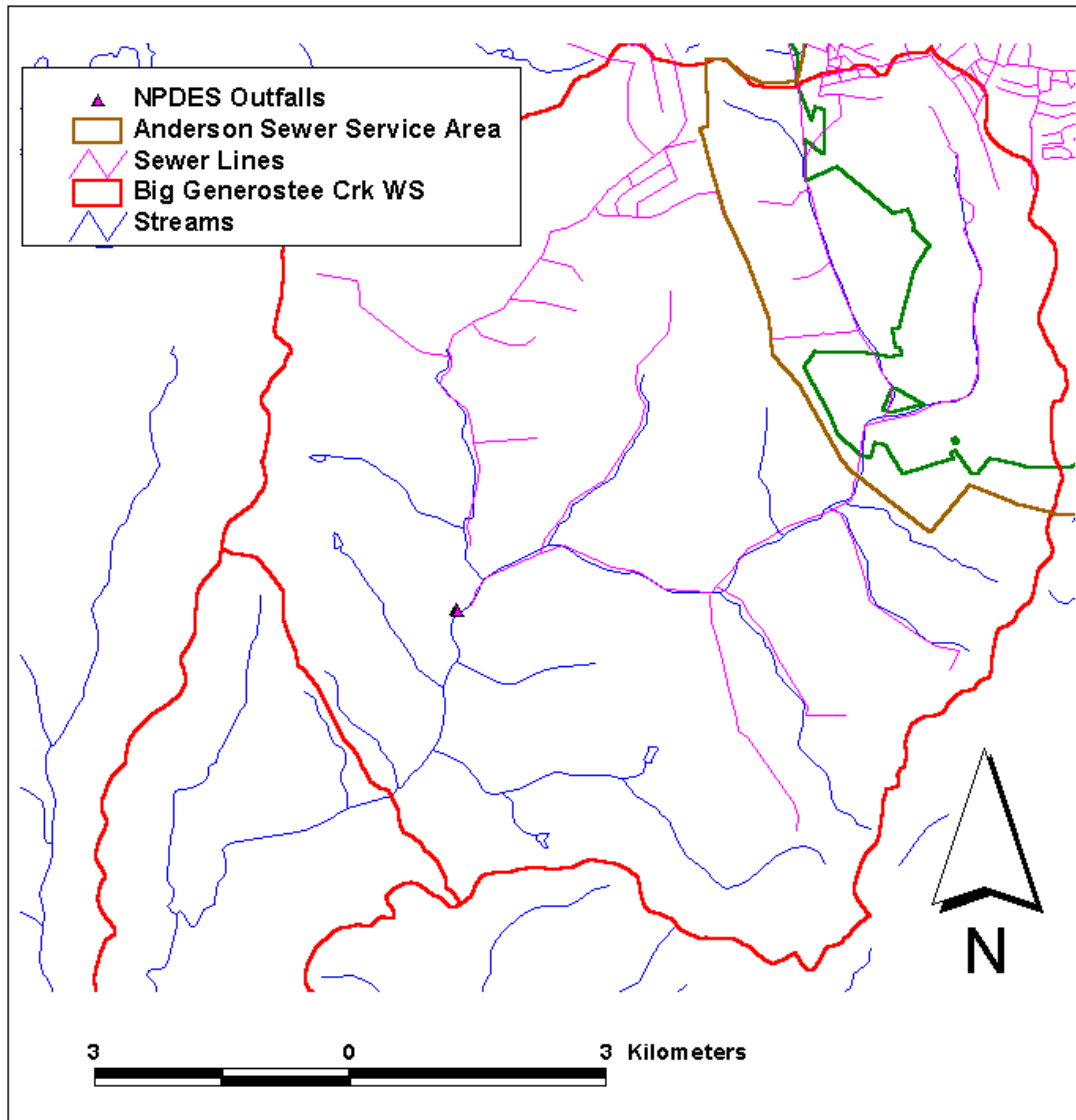 NPDES Outfalls
Anderson Sewer Service Area
Sewer Lines
Big Generostee Crk WS
Streams
N
3 0 3 Kilometers